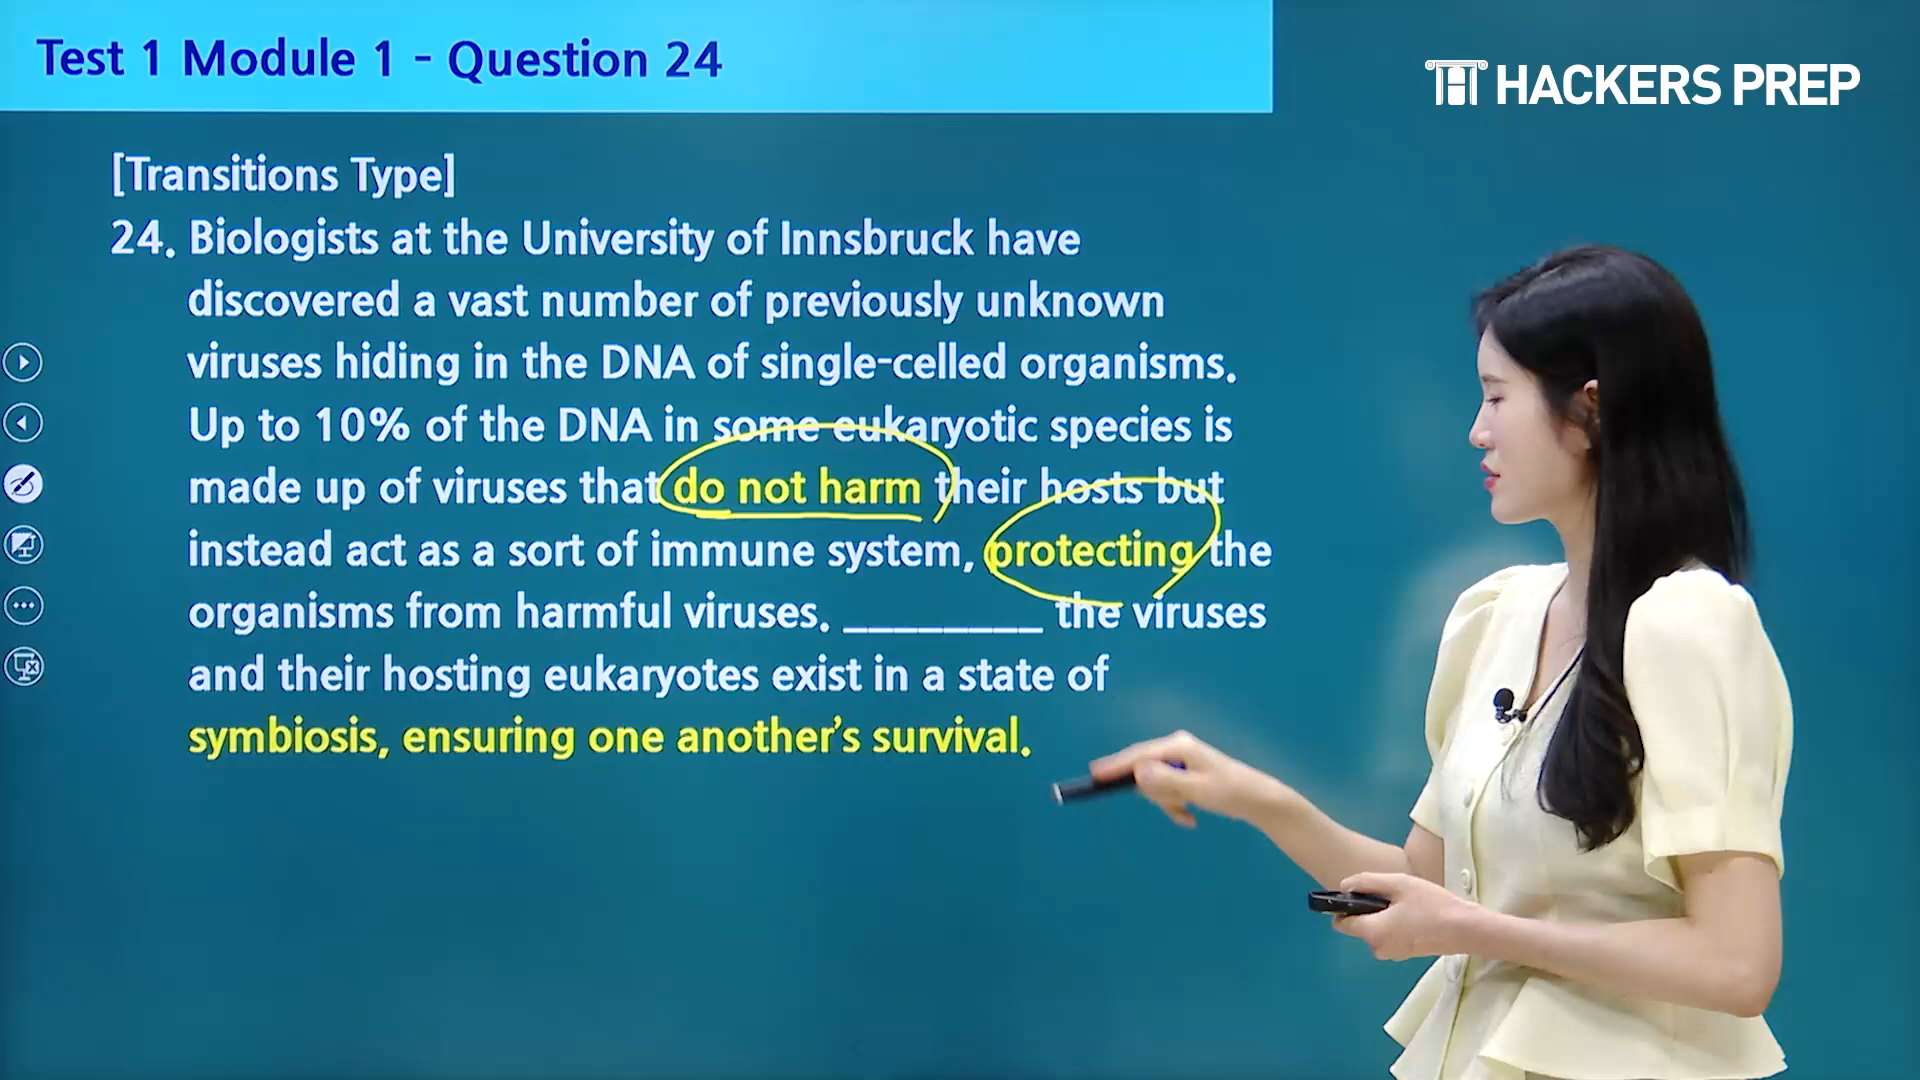 Test 1 Module 1 - Question 24
HACKERS PREP
[Transitions Type]
24. Biologists at the University of Innsbruck have
discovered a vast number of previously unknown
viruses hiding in the DNA of single-celled organisms.
Up to 10% of the DNA in some eukaryotic species is
made up of viruses that do not harm their hosts but
instead act as a sort of immune system, protecting the
organisms from harmful viruses. ________ the viruses
and their hosting eukaryotes exist in a state of
symbiosis, ensuring one another's survival.